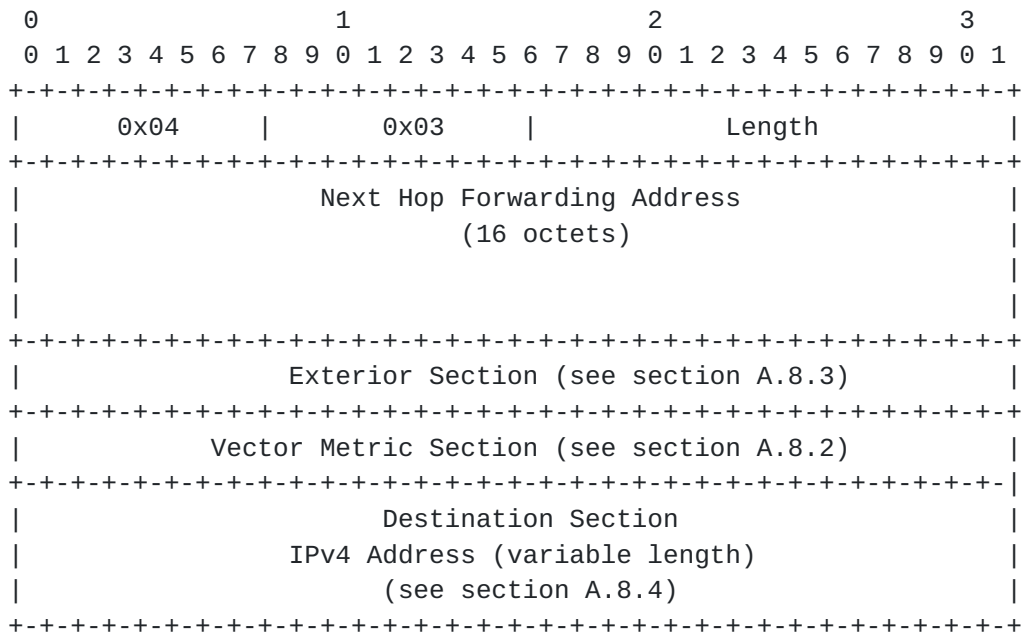 0                   1                   2                   3
0 1 2 3 4 5 6 7 8 9 0 1 2 3 4 5 6 7 8 9 0 1 2 3 4 5 6 7 8 9 0 1
+-+-+-+-+-+-+-+-+-+-+-+-+-+-+-+-+-+-+-+-+-+-+-+-+-+-+-+-+-+-+-+-+
|      0x04     |       0x03     |            Length            |
+-+-+-+-+-+-+-+-+-+-+-+-+-+-+-+-+-+-+-+-+-+-+-+-+-+-+-+-+-+-+-+-+
|                   Next Hop Forwarding Address                 |
|                            (16 octets)                        |
|                                                               |
|                                                               |
+-+-+-+-+-+-+-+-+-+-+-+-+-+-+-+-+-+-+-+-+-+-+-+-+-+-+-+-+-+-+-+-+
|                 Exterior Section (see section A.8.3)          |
+-+-+-+-+-+-+-+-+-+-+-+-+-+-+-+-+-+-+-+-+-+-+-+-+-+-+-+-+-+-+-+-+
|            Vector Metric Section (see section A.8.2)          |
+-+-+-+-+-+-+-+-+-+-+-+-+-+-+-+-+-+-+-+-+-+-+-+-+-+-+-+-+-+-+-+-|
|                       Destination Section                     |
|                 IPv4 Address (variable length)                |
|                       (see section A.8.4)                     |
+-+-+-+-+-+-+-+-+-+-+-+-+-+-+-+-+-+-+-+-+-+-+-+-+-+-+-+-+-+-+-+-+